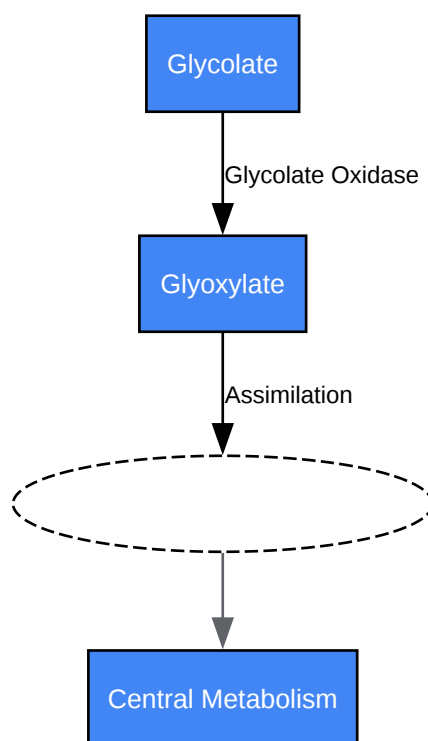 Glycolate
Glycolate Oxidase
Glyoxylate
Assimilation
Central Metabolism